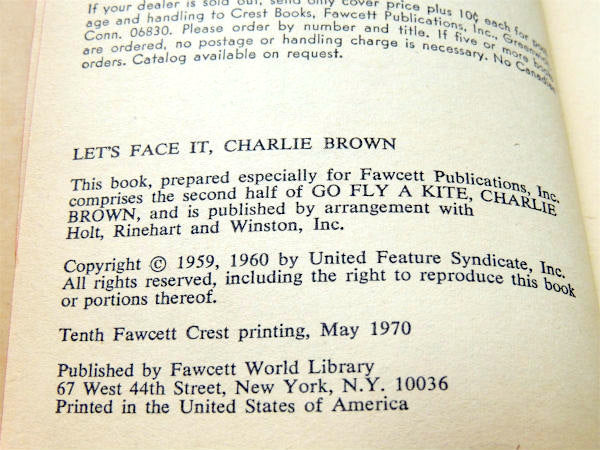 If your dealer is sold out, send only cover price plus 10¢ each for
age and handling to Crest Books, Fawcett Publications, Inc., Greenwich,
Conn. 06830. Please order by number and title. If five or more books
are ordered, no postage or handling charge is necessary. No Canadian
orders. Catalog available on request.
LET'S FACE IT, CHARLIE BROWN
This book, prepared especially for Fawcett Publications, Inc.
comprises the second half of GO FLY A KITE, CHARLIE
BROWN, and is published by arrangement with
Holt, Rinehart and Winston, Inc.
Copyright © 1959, 1960 by United Feature Syndicate, Inc.
All rights reserved, including the right to reproduce this book
or portions thereof.
Tenth Fawcett Crest printing, May 1970
Published by Fawcett World Library
67 West 44th Street, New York, N.Y. 10036
Printed in the United States of America